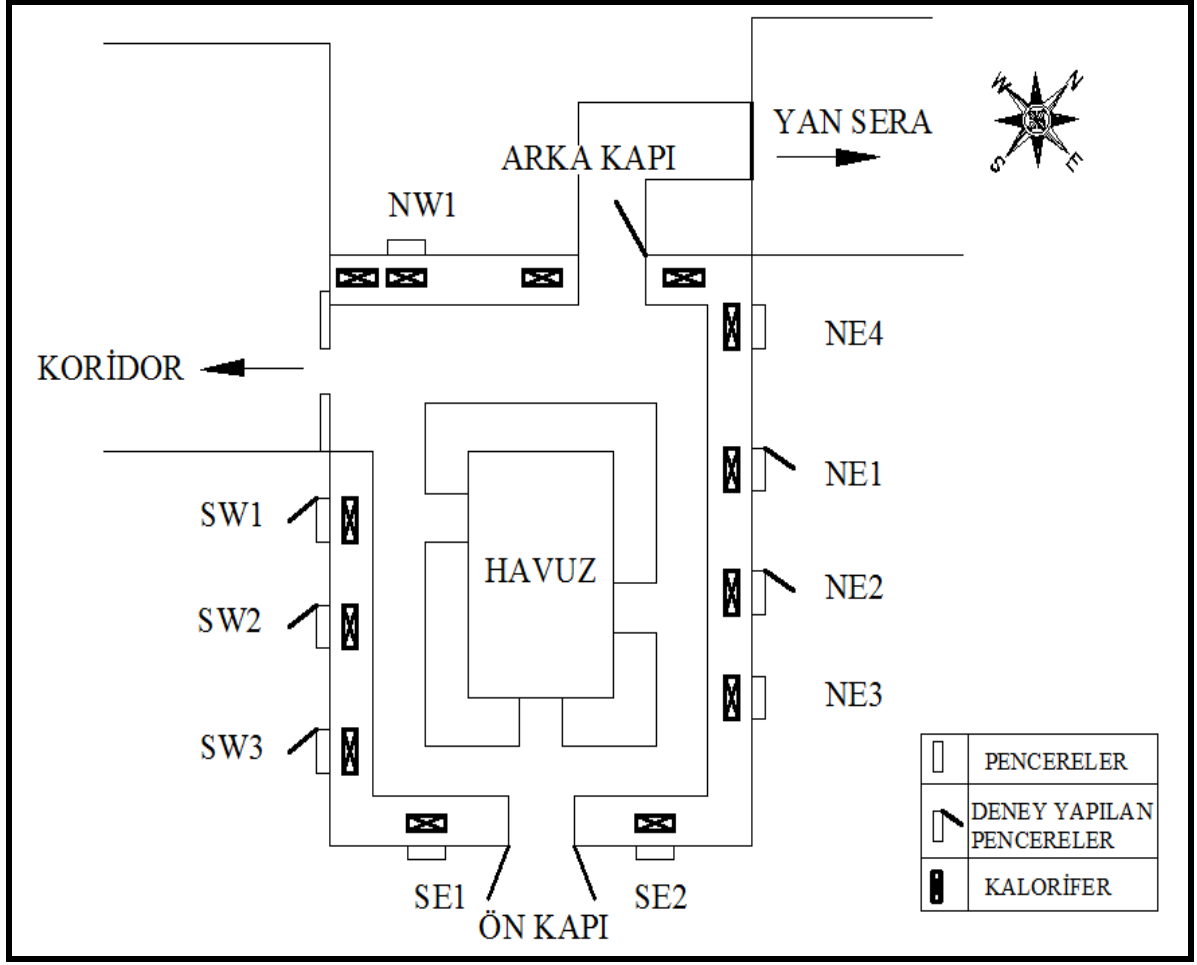 YAN SERA
ARKA KAPI
W
N
S
E
NW1
NE4
KORİDOR
NE1
SW1
HAVUZ
NE2
SW2
NE3
SW3
PENCERELER
DENEY YAPILAN
PENCERELER
SE1
SE2
KALORİFER
ÖN KAPI